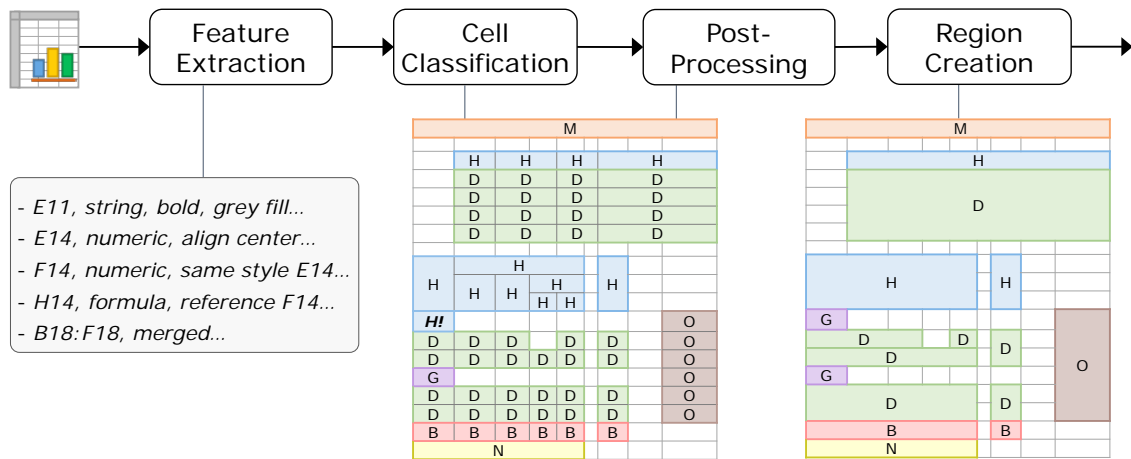 Feature
Extraction
Cell
Classification
Post-
Processing
Region
Creation
- E11, string, bold, grey fill...
- E14, numeric, align center...
- F14, numeric, same style E14...
- H14, formula, reference F14...
- B18:F18, merged...
M
H H H H
D D D D
D D D D
D D D D
D D D D
H
H H H H H
H H
H! O
D D D D D O
D D D D D D O
G O
D D D D D D O
D D D D D D O
B B B B B B
N
M
H
D
H H
G
D D
D D
O
G
D D
B B
N